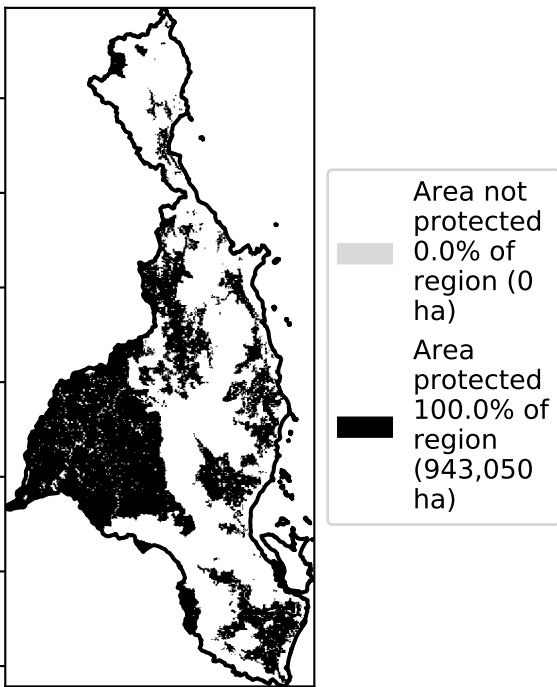 Area not
protected
0.0% of
region (0
ha)
Area
protected
100.0% of
region
(943,050
ha)